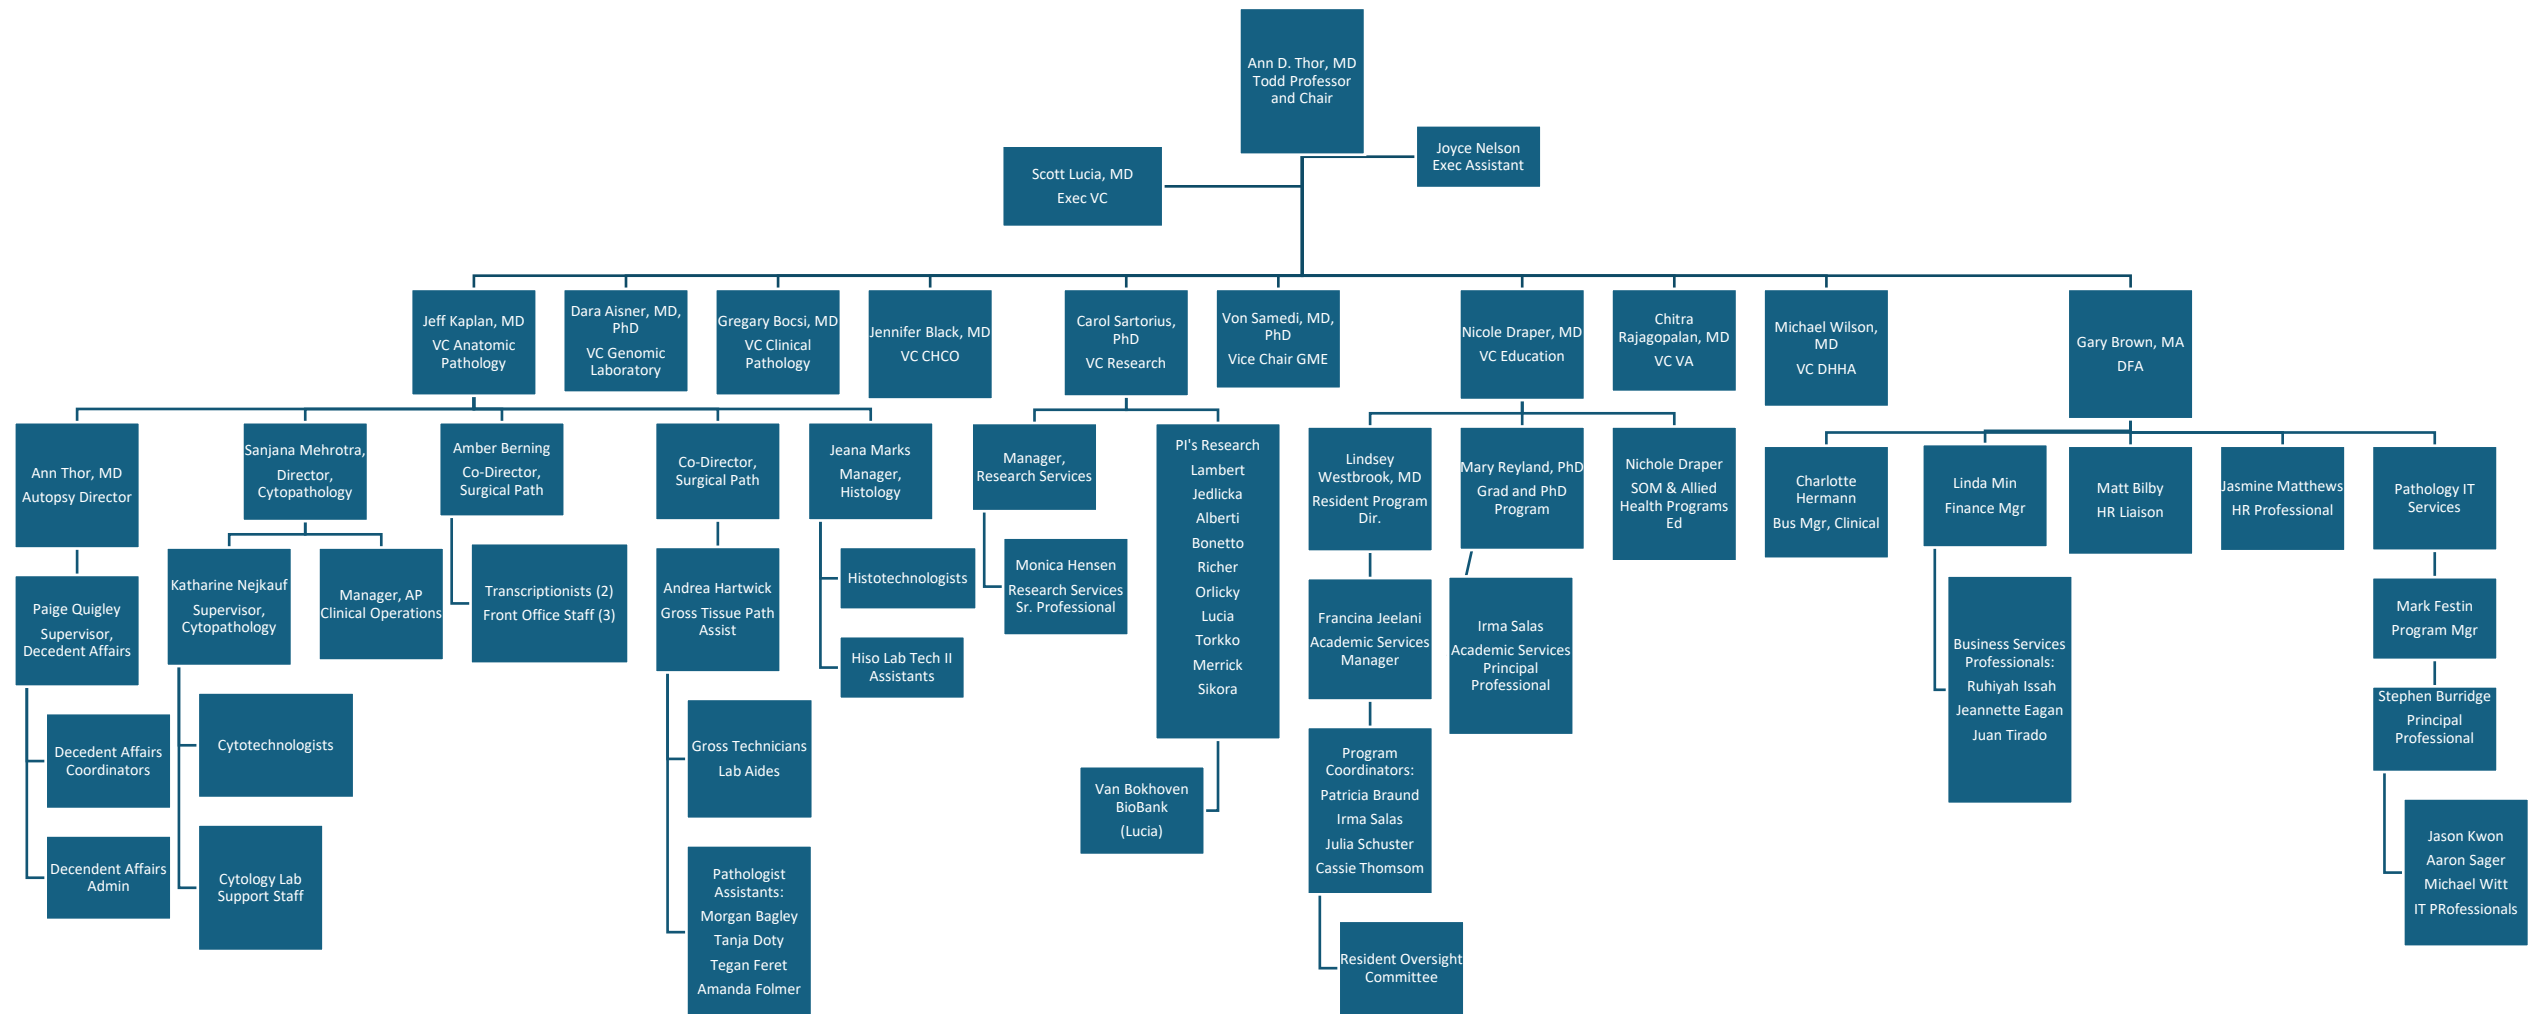 Ann D. Thor, MD
Todd Professor
and Chair
Joyce Nelson
Exec Assistant
Scott Lucia, MD
Exec VC
Jeff Kaplan, MD
VC Anatomic
Pathology
Dara Aisner, MD,
PhD
VC Genomic
Laboratory
Gregary Bocsi, MD
VC Clinical
Pathology
Jennifer Black, MD
VC CHCO
Carol Sartorius,
PhD
VC Research
Von Samedi, MD,
PhD
Vice Chair GME
Nicole Draper, MD
VC Education
Chitra
Rajagopalan, MD
VC VA
Michael Wilson,
MD
VC DHHA
Gary Brown, MA
DFA
Ann Thor, MD
Autopsy Director
Sanjana Mehrotra,
Director,
Cytopathology
Amber Berning
Co-Director,
Surgical Path
Co-Director,
Surgical Path
Jeana Marks
Manager,
Histology
Manager,
Research Services
PI's Research
Lambert
Jedlicka
Alberti
Bonetto
Richer
Orlicky
Lucia
Torkko
Merrick
Sikora
Lindsey
Westbrook, MD
Resident Program
Dir.
Mary Reyland, PhD
Grad and PhD
Program
Nichole Draper
SOM & Allied
Health Programs
Ed
Charlotte
Hermann
Bus Mgr, Clinical
Linda Min
Finance Mgr
Matt Bilby
HR Liaison
Jasmine Matthews
HR Professional
Pathology IT
Services
Paige Quigley
Supervisor,
Decedent Affairs
Katharine Nejkauf
Supervisor,
Cytopathology
Manager, AP
Clinical Operations
Transcriptionists (2)
Front Office Staff (3)
Andrea Hartwick
Gross Tissue Path
Assist
Histotechnologists
Hiso Lab Tech II
Assistants
Monica Hensen
Research Services
Sr. Professional
Francina Jeelani
Academic Services
Manager
Irma Salas
Academic Services
Principal
Professional
Business Services
Professionals:
Ruhiyah Issah
Jeannette Eagan
Juan Tirado
Mark Festin
Program Mgr
Stephen Burridge
Principal
Professional
Decedent Affairs
Coordinators
Decendent Affairs
Admin
Cytotechnologists
Cytology Lab
Support Staff
Gross Technicians
Lab Aides
Pathologist
Assistants:
Morgan Bagley
Tanja Doty
Tegan Feret
Amanda Folmer
Van Bokhoven
BioBank
(Lucia)
Program
Coordinators:
Patricia Braund
Irma Salas
Julia Schuster
Cassie Thomsom
Resident Oversight
Committee
Jason Kwon
Aaron Sager
Michael Witt
IT PRofessionals